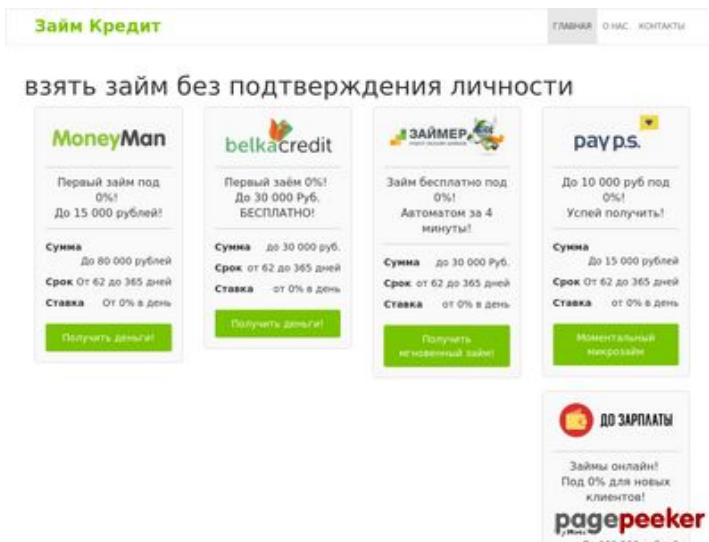 Займ Кредит
ГЛАВНАЯ О НАС КОНТАКТЫ
взять займ без подтверждения личности
MoneyMan
Первый займ под
0%!
До 15 000 рублей!
Сумма
До 80 000 рублей
Срок От 62 до 365 дней
Ставка От 0% в день
Получить деньги!
belkacredit
Первый заём 0%!
До 30 000 Руб.
БЕСПЛАТНО!
Сумма до 30 000 руб.
Срок от 62 до 365 дней
Ставка от 0% в день
Получить деньги!
ЗАЙМЕР
Займ бесплатно под
0%!
Автоматом за 4
минуты!
Сумма до 30 000 Руб.
Срок от 62 до 365 дней
Ставка от 0% в день
Получить
мгновенный займ!
pay p.s.
До 10 000 руб под
0%!
Успей получить!
Сумма
До 15 000 рублей
Срок От 62 до 365 дней
Ставка от 0% в день
Моментальный
микрозайм
ДО ЗАРПЛАТЫ
Займы онлайн!
Под 0% для новых
клиентов!
pagepeeker